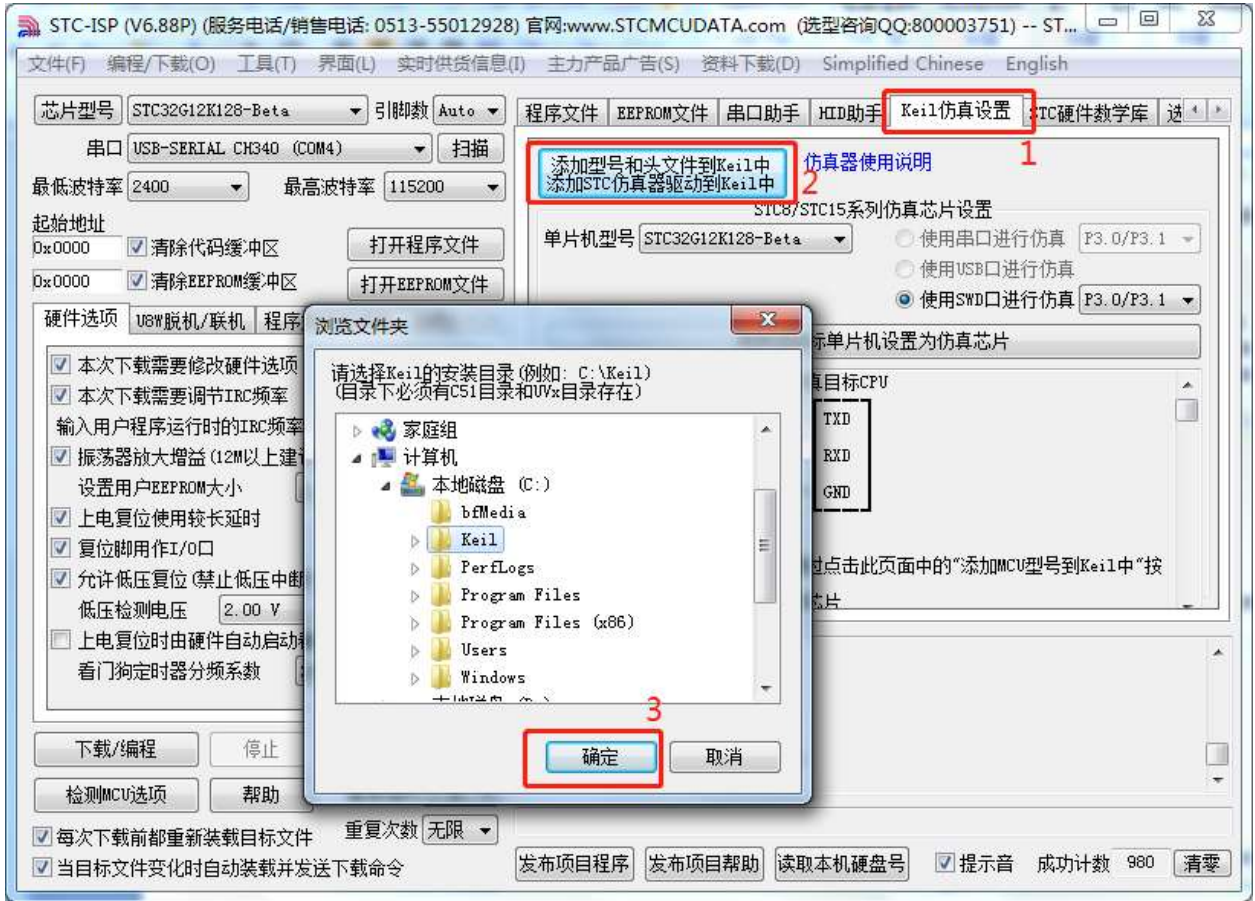 STC-ISP (V6.88P) (服务电话/销售电话: 0513-55012928) 官网:www.STCMCUDATA.com (选型咨询QQ:800003751) -- ST...
文件(F) 编程/下载(O) 工具(T) 界面(L) 实时供货信息(I) 主力产品广告(S) 资料下载(D) Simplified Chinese English
芯片型号 STC32G12K128-Beta 引脚数 Auto
串口 USB-SERIAL CH340 (COM4) 扫描
最低波特率 2400 最高波特率 115200
起始地址
0x0000 清除代码缓冲区 打开程序文件
0x0000 清除EEPROM缓冲区 打开EEPROM文件
硬件选项 U8W脱机/联机 程序
本次下载需要修改硬件选项
本次下载需要调节IRC频率
输入用户程序运行时的IRC频率
振荡器放大增益(12M以上建
设置用户EEPROM大小
上电复位使用较长延时
复位脚用作I/O口
允许低压复位(禁止低压中断
低压检测电压 2.00 V
上电复位时由硬件自动启动
看门狗定时器分频系数
下载/编程 停止
检测MCU选项 帮助
每次下载前都重新装载目标文件 重复次数 无限
当目标文件变化时自动装载并发送下载命令
程序文件 EEPROM文件 串口助手 HID助手 Keil仿真设置 STC硬件数学库 选
1
添加型号和头文件到Keil中
添加STC仿真器驱动到Keil中
2
仿真器使用说明
STC8/STC15系列仿真芯片设置
单片机型号 STC32G12K128-Beta 使用串口进行仿真 P3.0/P3.1
使用USB口进行仿真
使用SWD口进行仿真 P3.0/P3.1
标单片机设置为仿真芯片
真目标CPU
TXD
RXD
GND
过点击此页面中的“添加MCU型号到Keil中“按
芯片
浏览文件夹
请选择Keil的安装目录(例如: C:\Keil)
(目录下必须有C51目录和UVx目录存在)
家庭组
计算机
本地磁盘 (C:)
bfMedia
Keil
PerfLogs
Program Files
Program Files (x86)
Users
Windows
3
确定 取消
发布项目程序 发布项目帮助 读取本机硬盘号 提示音 成功计数 980 清零